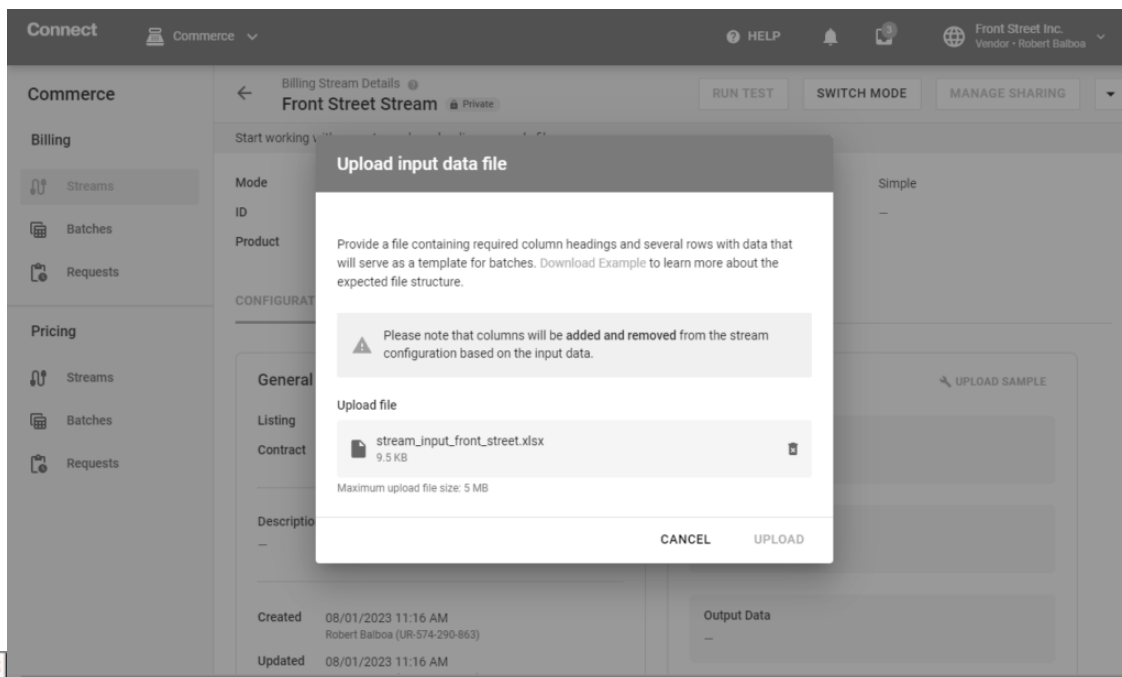 Connect
Commerce
HELP
3
Front Street Inc.
Vendor • Robert Balboa
Commerce
Billing
Streams
Batches
Requests
Pricing
Streams
Batches
Requests
Billing Stream Details
Front Street Stream Private
RUN TEST
SWITCH MODE
MANAGE SHARING
Start working
Mode
Simple
ID
—
Product
CONFIGURAT
Upload input data file
Provide a file containing required column headings and several rows with data that
will serve as a template for batches. Download Example to learn more about the
expected file structure.
Please note that columns will be added and removed from the stream
configuration based on the input data.
Upload file
stream_input_front_street.xlsx
9.5 KB
Maximum upload file size: 5 MB
CANCEL
UPLOAD
General
UPLOAD SAMPLE
Listing
Contract
Descriptio
—
Created 08/01/2023 11:16 AM
Robert Balboa (UR-574-290-863)
Updated 08/01/2023 11:16 AM
Output Data
—